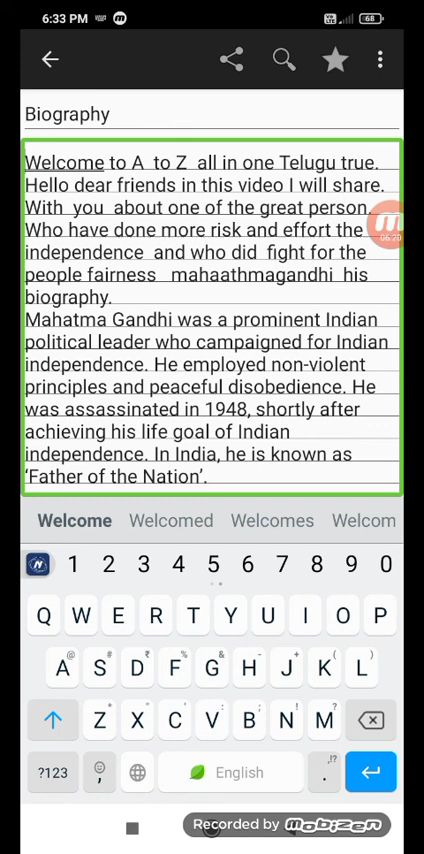 6:33 PM
68
Biography
Welcome to A to Z all in one Telugu true.
Hello dear friends in this video I will share.
With you about one of the great person.
Who have done more risk and effort the
06:20
independence and who did fight for the
people fairness mahaathmagandhi his
biography.
Mahatma Gandhi was a prominent Indian
political leader who campaigned for Indian
independence. He employed non-violent
principles and peaceful disobedience. He
was assassinated in 1948, shortly after
achieving his life goal of Indian
independence. In India, he is known as
‘Father of the Nation’.
Welcome Welcomed Welcomes Welcom
1 2 3 4 5 6 7 8 9 0
Q W E R T Y U I O P
@ # ₹ % & - + ( )
A S D F G H J K L
* " ' : ; ! ?
Z X C V B N M
?123 , English . ,!?
Recorded by mobizen